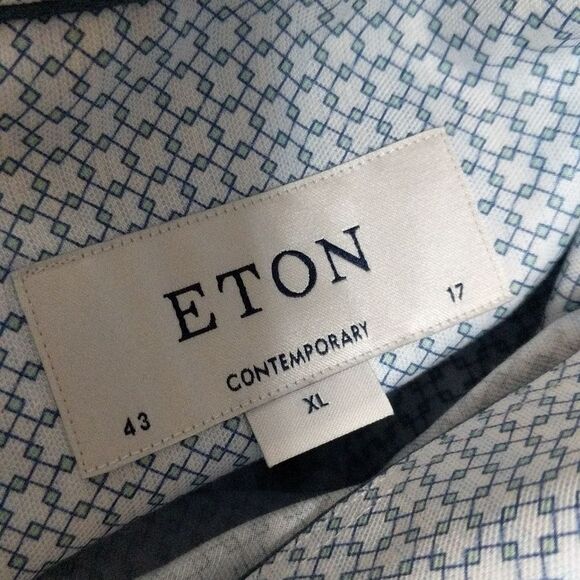 ETON
CONTEMPORARY
43 17
XL